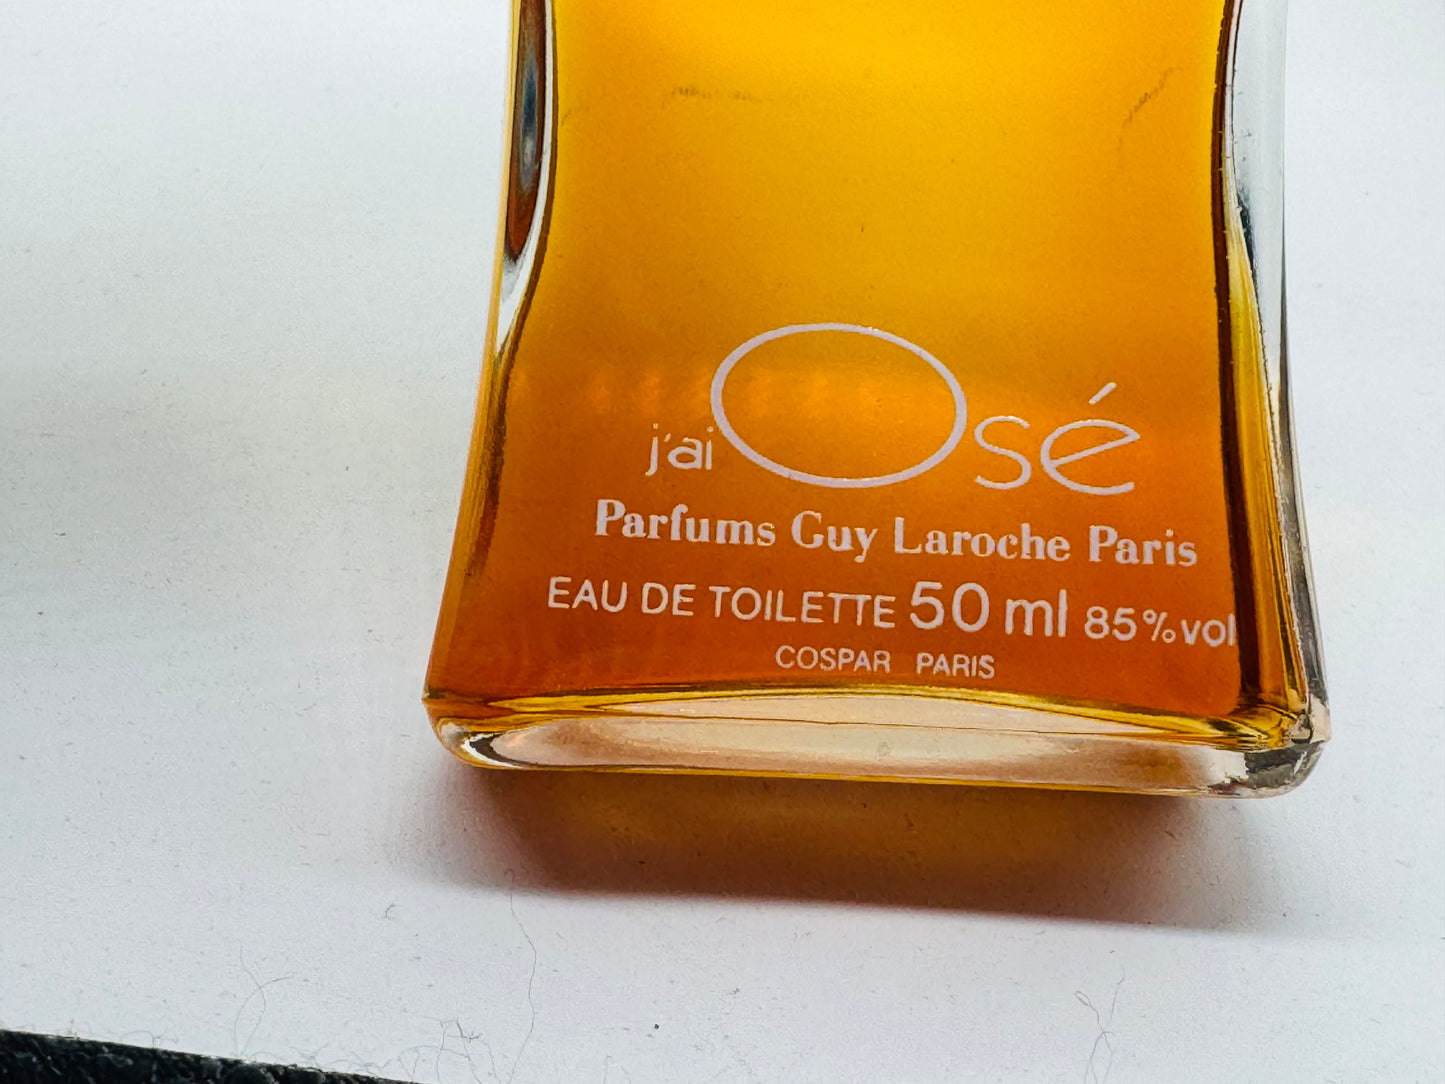 j'ai Osé
Parfums Guy Laroche Paris
EAU DE TOILETTE 50 ml 85% vol
COSPAR PARIS